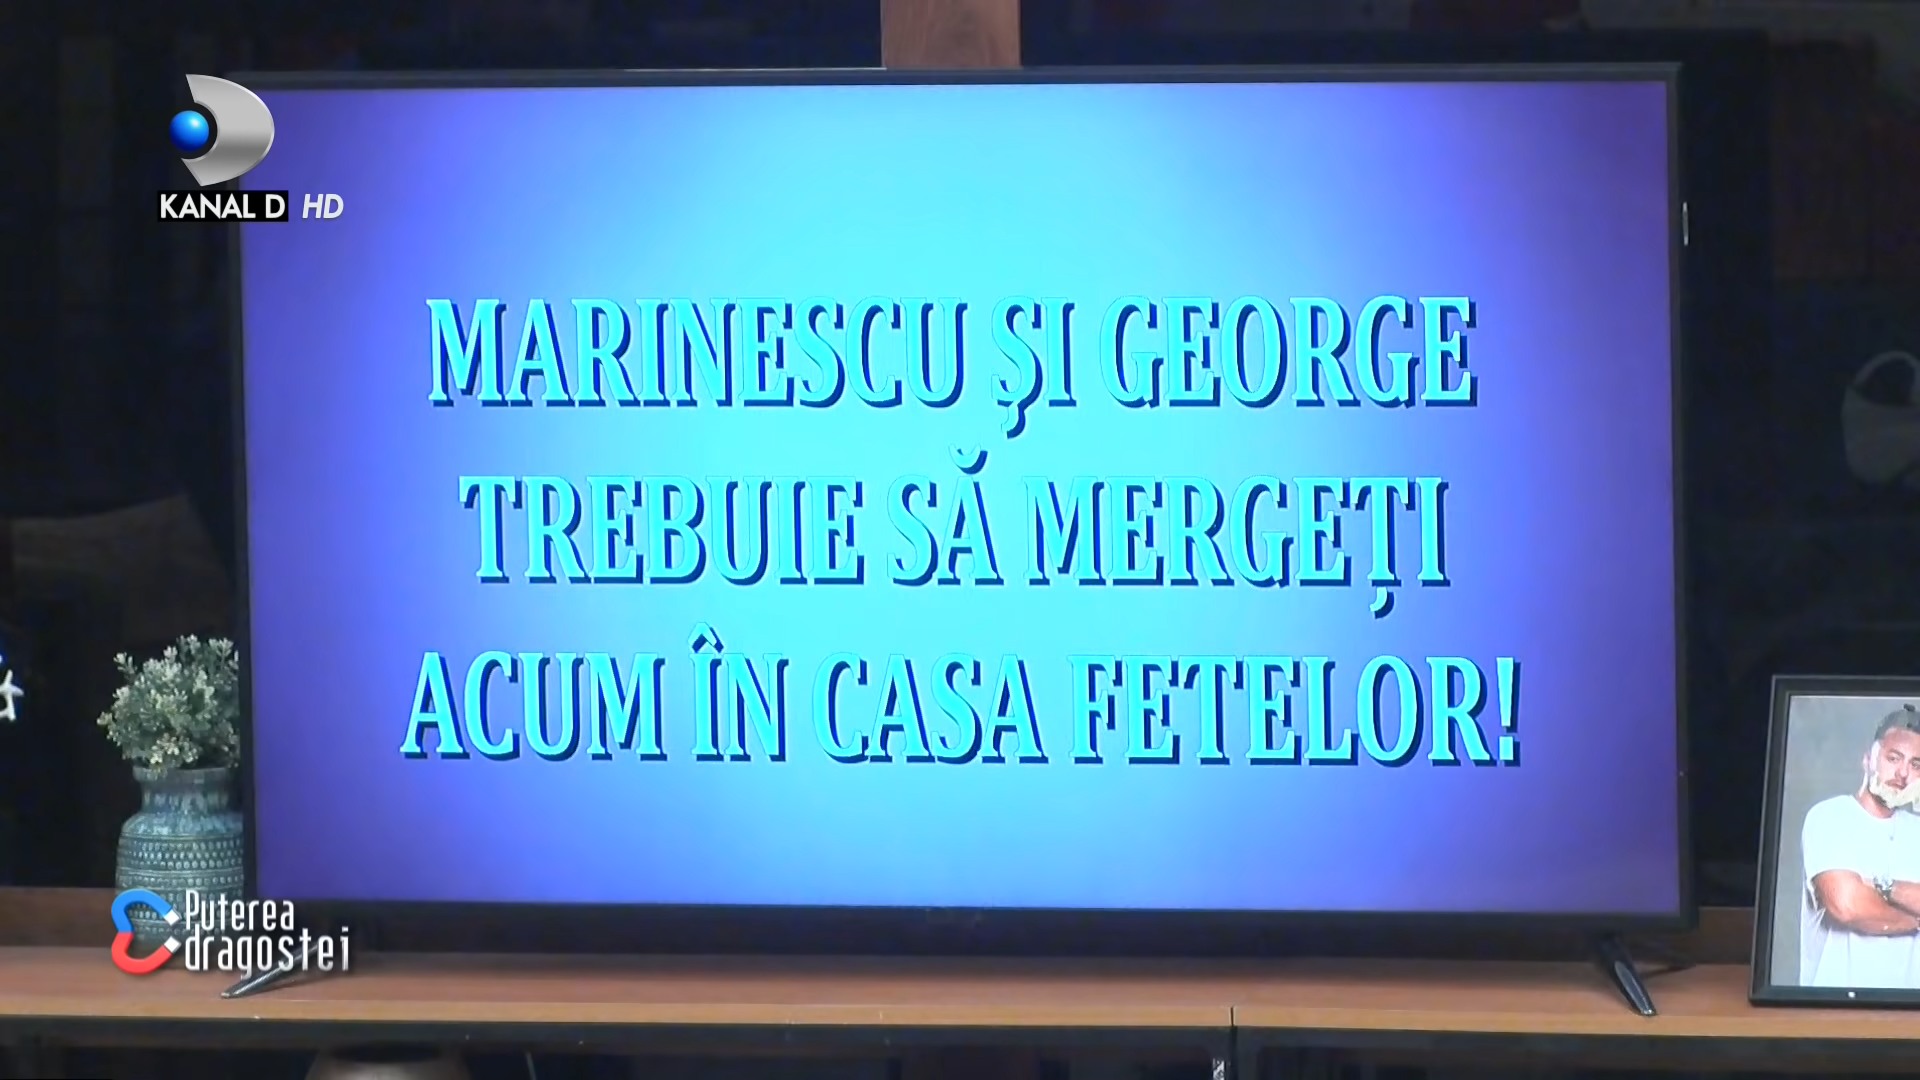 KANAL D HD
MARINESCU ȘI GEORGE
TREBUIE SĂ MERGEȚI
ACUM ÎN CASA FETELOR!
Puterea
dragostei